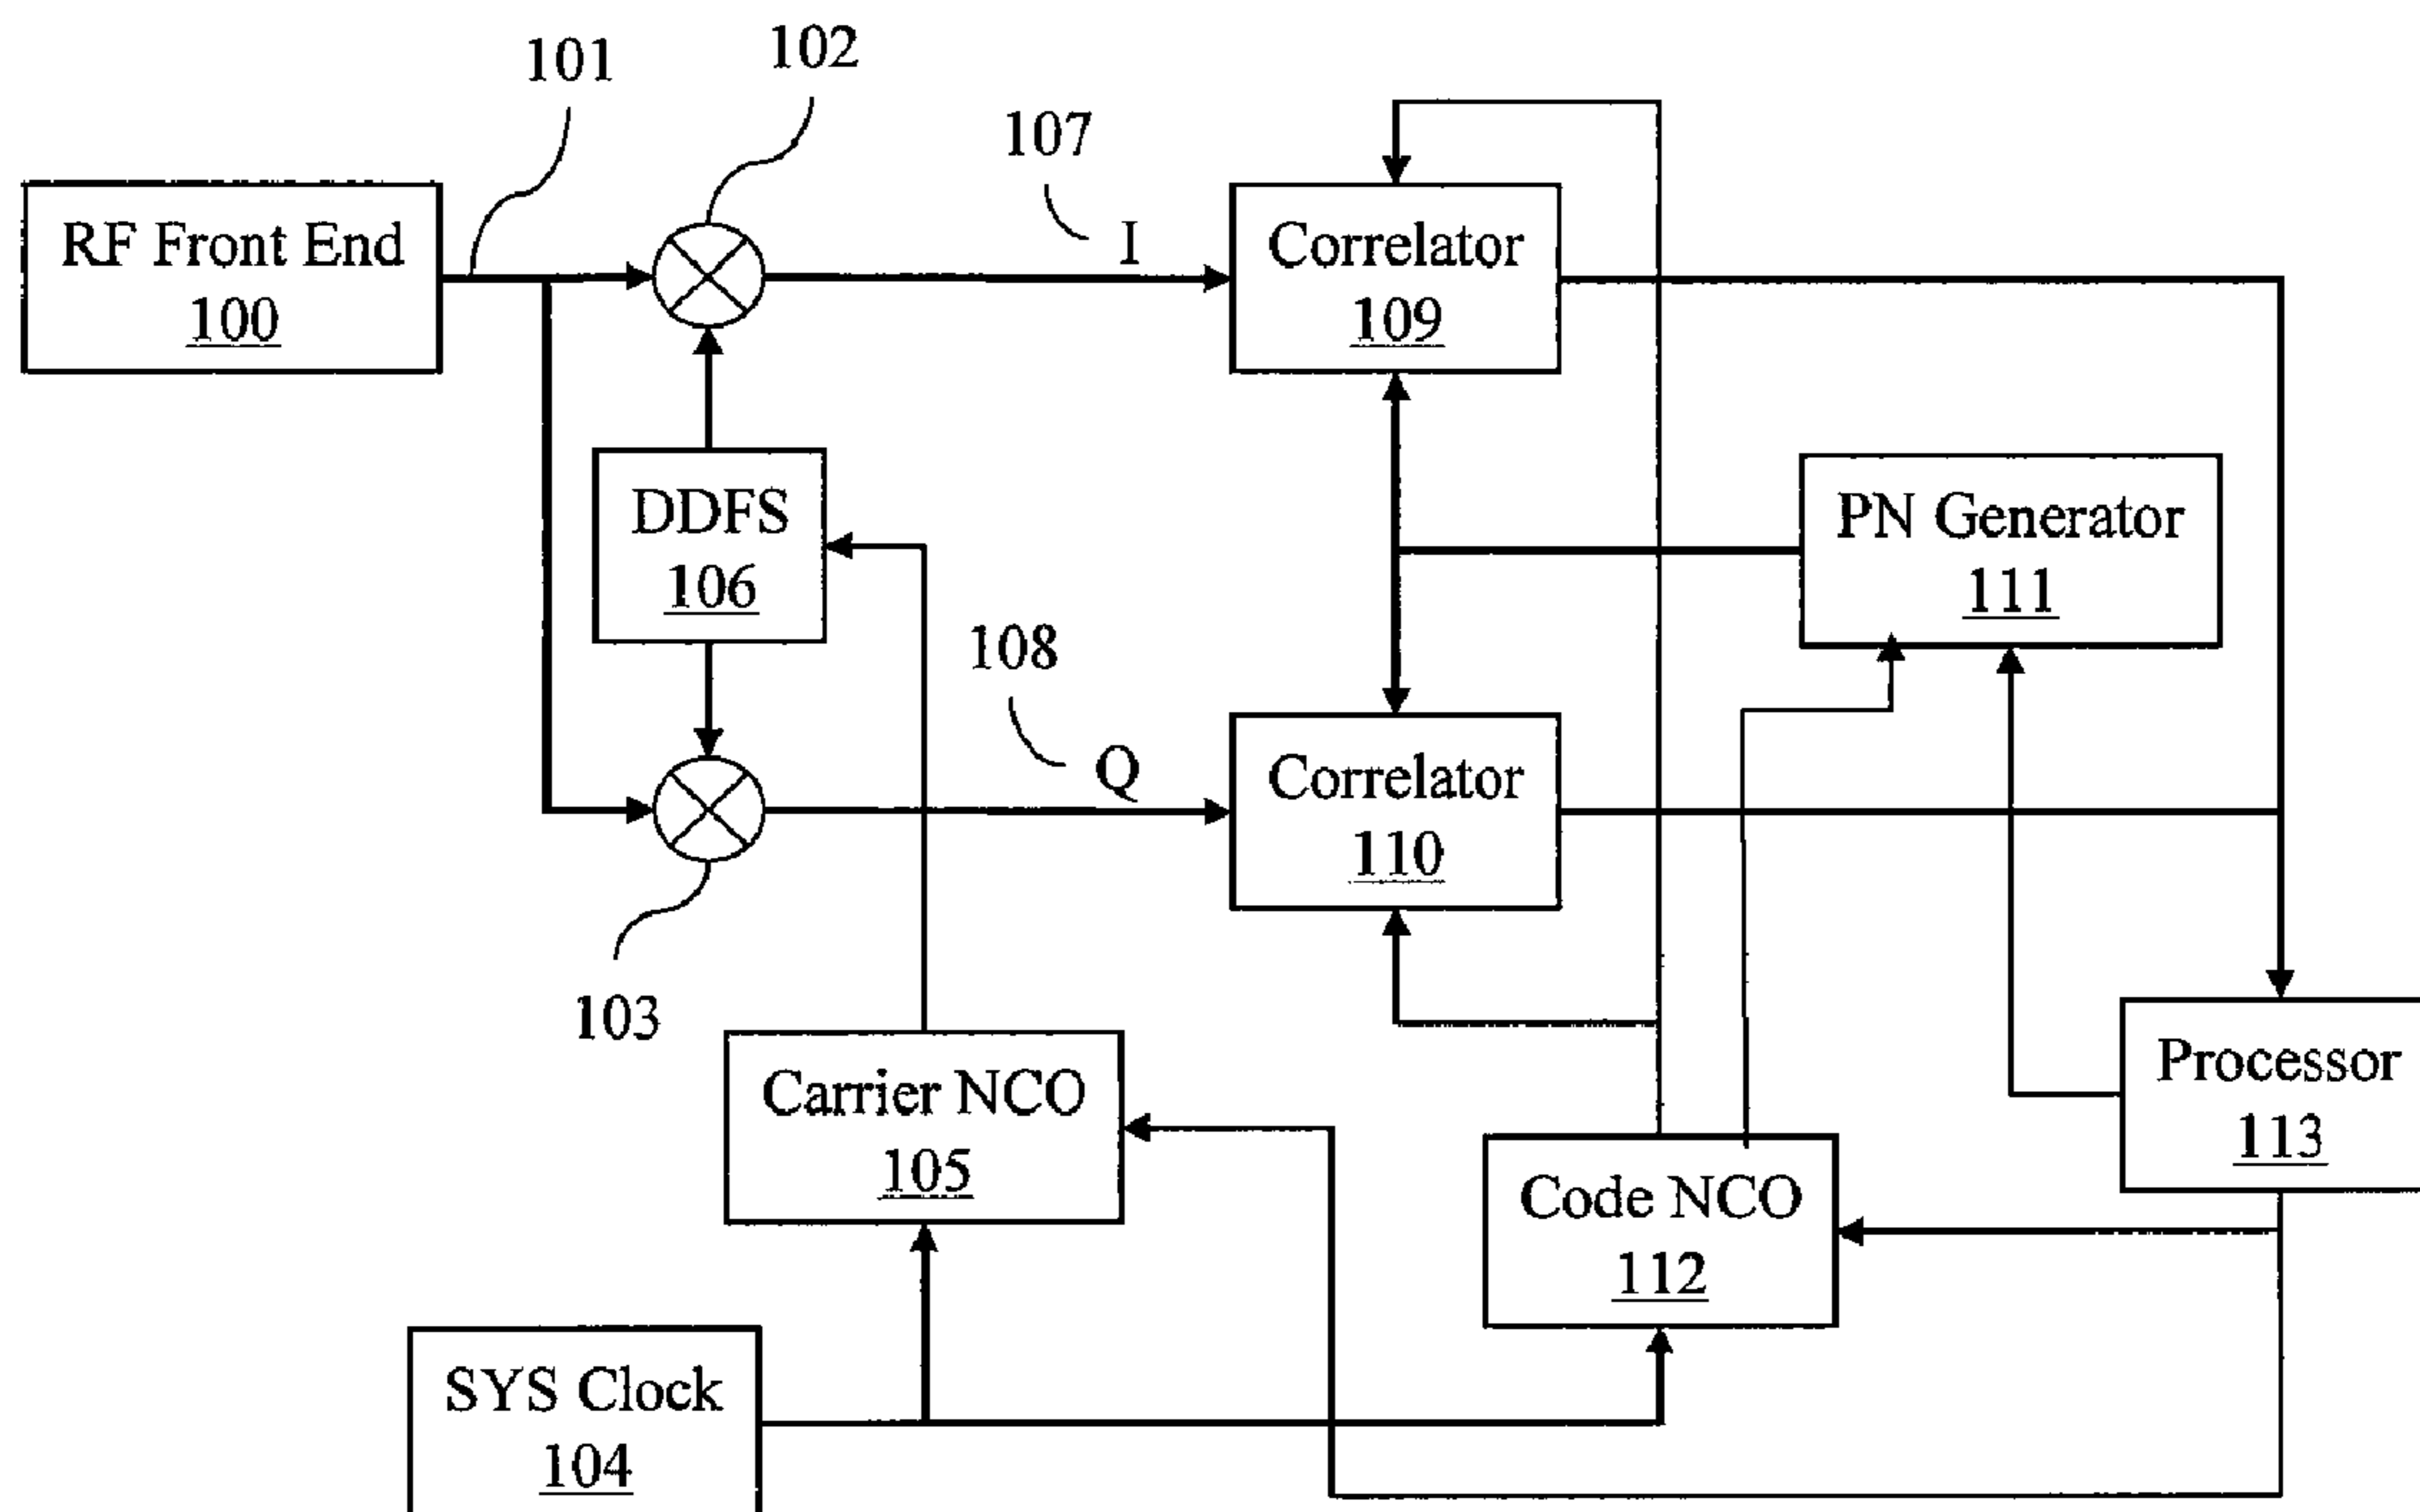 101
102
107
RF Front End
100
I
Correlator
109
DDFS
106
PN Generator
111
108
Q
Correlator
110
103
Carrier NCO
105
Processor
113
Code NCO
112
SYS Clock
104